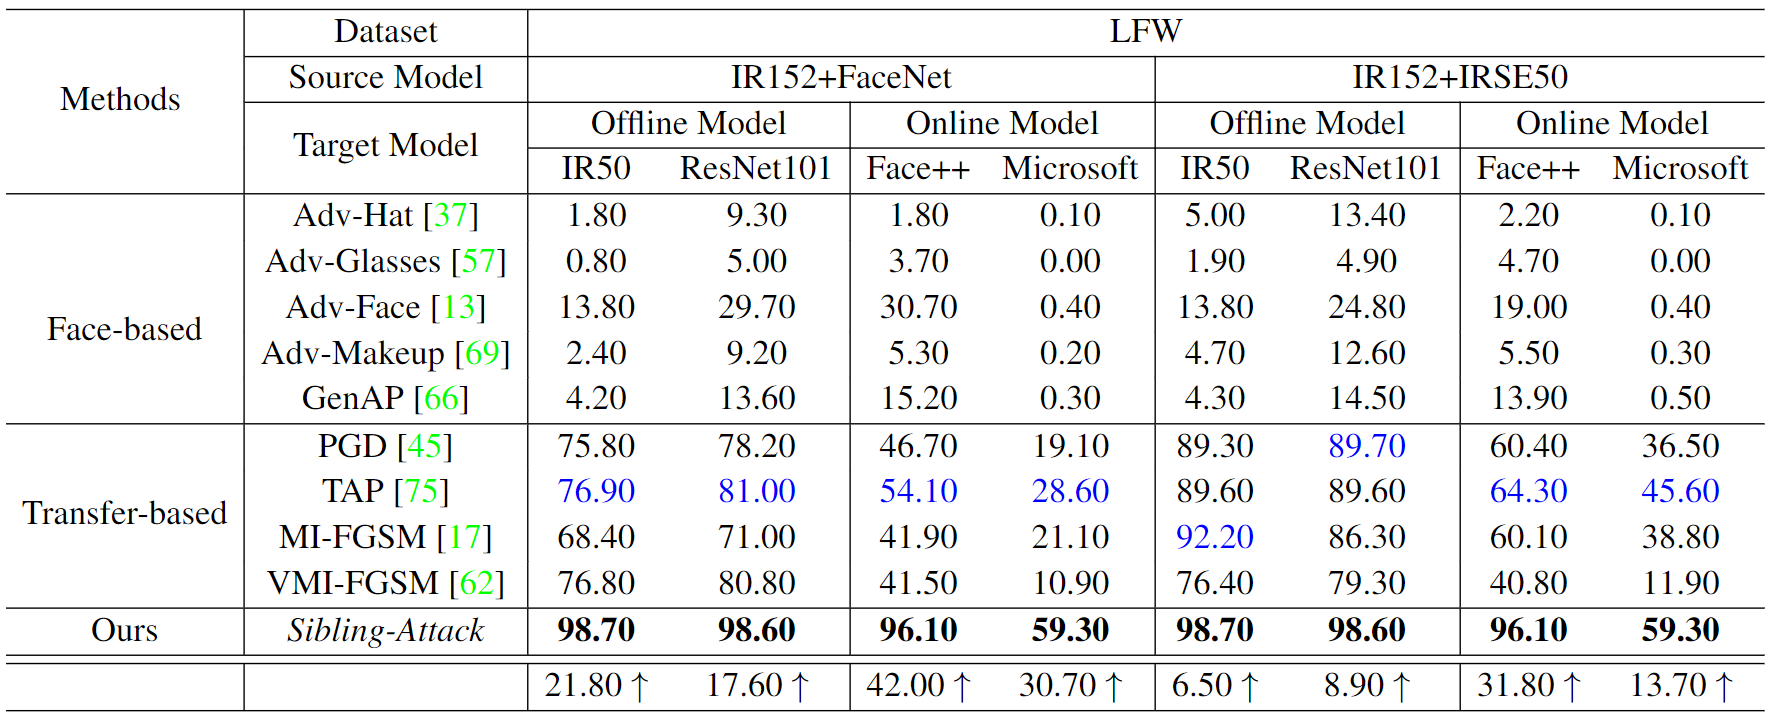 Methods Dataset LFW
Source Model IR152+FaceNet IR152+IRSE50
Target Model Offline Model Online Model Offline Model Online Model
IR50 ResNet101 Face++ Microsoft IR50 ResNet101 Face++ Microsoft
Face-based Adv-Hat [37] 1.80 9.30 1.80 0.10 5.00 13.40 2.20 0.10
Adv-Glasses [57] 0.80 5.00 3.70 0.00 1.90 4.90 4.70 0.00
Adv-Face [13] 13.80 29.70 30.70 0.40 13.80 24.80 19.00 0.40
Adv-Makeup [69] 2.40 9.20 5.30 0.20 4.70 12.60 5.50 0.30
GenAP [66] 4.20 13.60 15.20 0.30 4.30 14.50 13.90 0.50
Transfer-based PGD [45] 75.80 78.20 46.70 19.10 89.30 89.70 60.40 36.50
TAP [75] 76.90 81.00 54.10 28.60 89.60 89.60 64.30 45.60
MI-FGSM [17] 68.40 71.00 41.90 21.10 92.20 86.30 60.10 38.80
VMI-FGSM [62] 76.80 80.80 41.50 10.90 76.40 79.30 40.80 11.90
Ours Sibling-Attack 98.70 98.60 96.10 59.30 98.70 98.60 96.10 59.30
21.80 ↑ 17.60 ↑ 42.00 ↑ 30.70 ↑ 6.50 ↑ 8.90 ↑ 31.80 ↑ 13.70 ↑